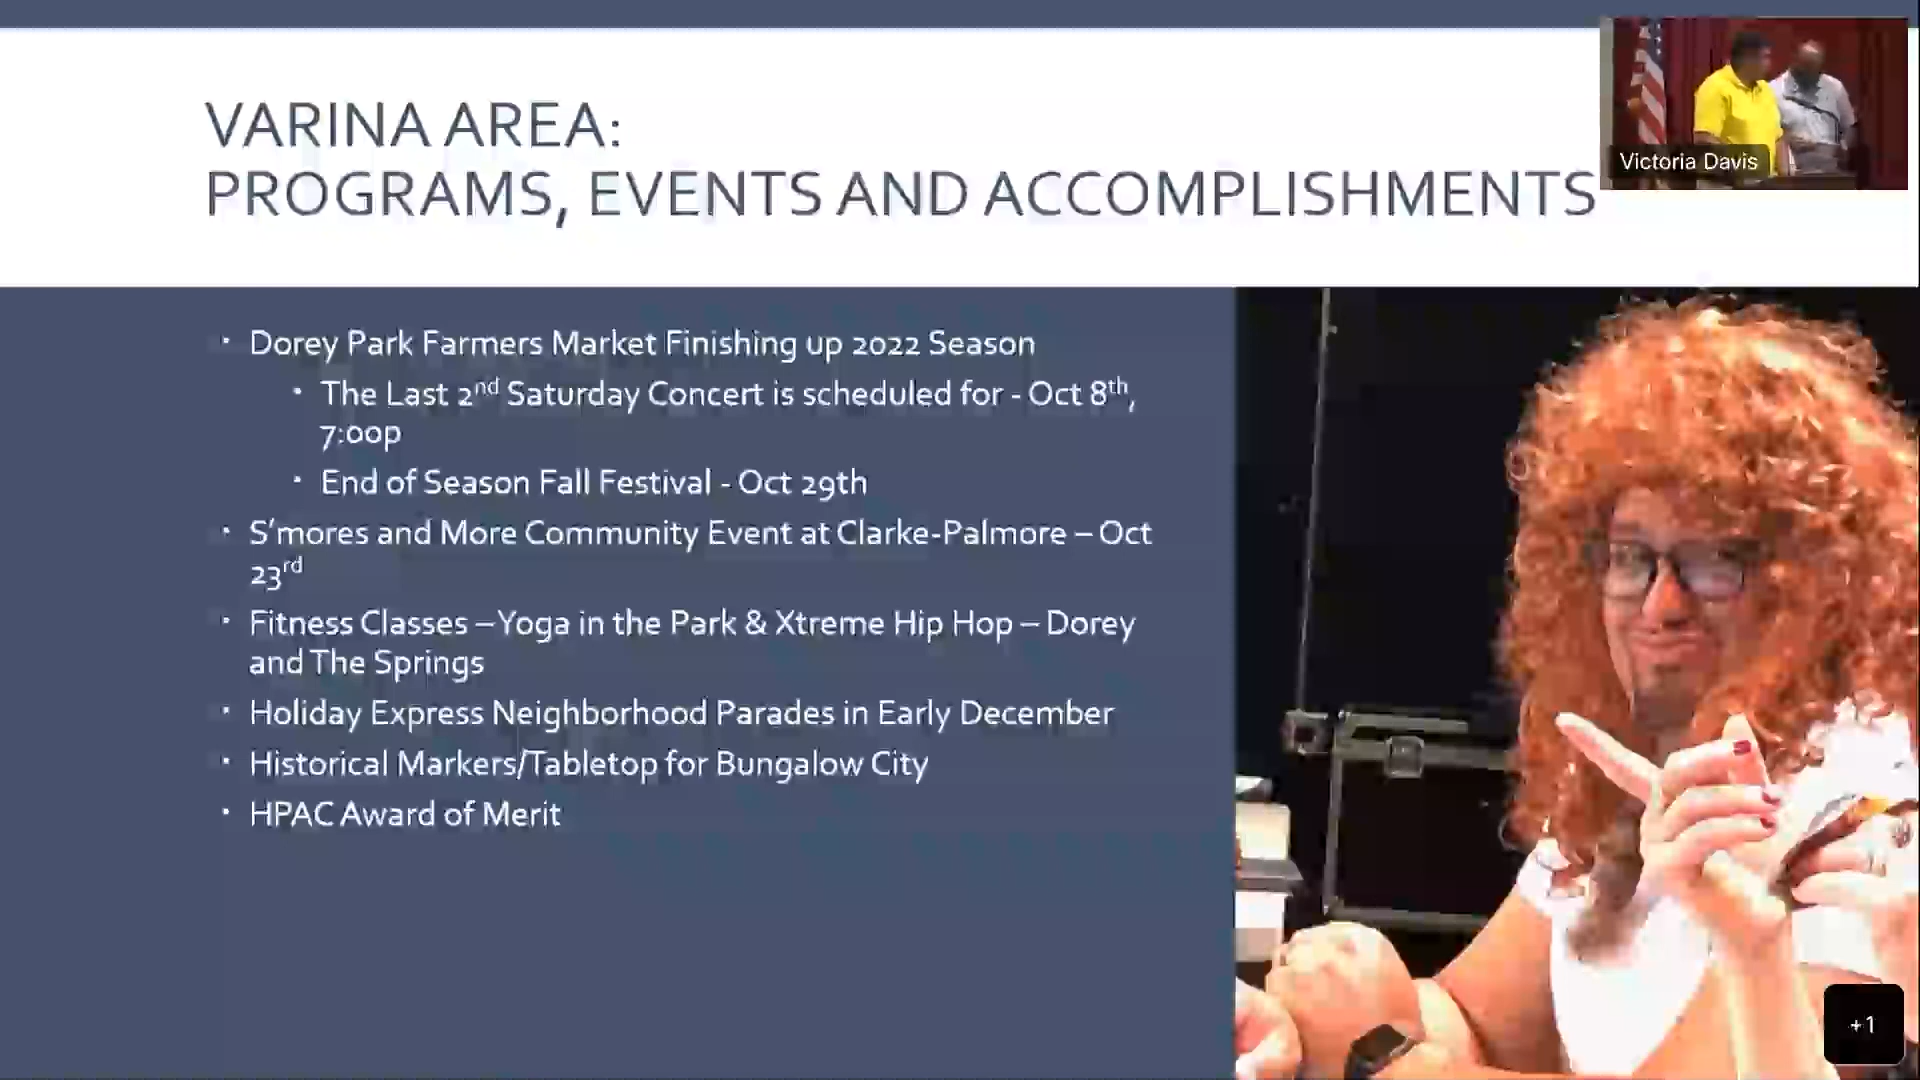 VARINA AREA:
PROGRAMS, EVENTS AND ACCOMPLISHMENTS
Victoria Davis
· Dorey Park Farmers Market Finishing up 2022 Season
· The Last 2nd Saturday Concert is scheduled for - Oct 8th,
7:00p
· End of Season Fall Festival - Oct 29th
· S'mores and More Community Event at Clarke-Palmore – Oct
23rd
· Fitness Classes – Yoga in the Park & Xtreme Hip Hop – Dorey
and The Springs
· Holiday Express Neighborhood Parades in Early December
· Historical Markers/Tabletop for Bungalow City
· HPAC Award of Merit
+1